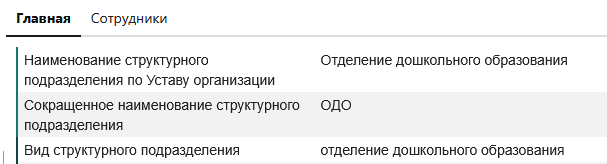 Главная Сотрудники
Наименование структурного Отделение дошкольного образования
подразделения по Уставу организации
Сокращенное наименование структурного ОДО
подразделения
Вид структурного подразделения отделение дошкольного образования